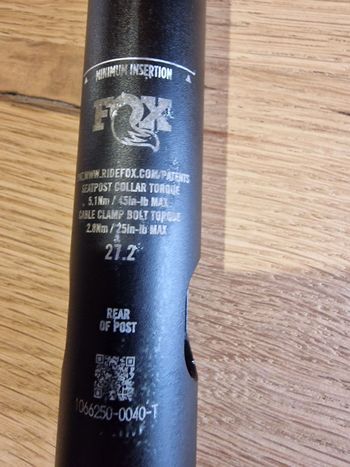 MINIMUM INSERTION
FOX
WWW.RIDEFOX.COM/PATENTS
SEATPOST COLLAR TORQUE
5.1Nm / 45in-lb MAX
CABLE CLAMP BOLT TORQUE
2.8Nm / 25in-lb MAX
27.2
REAR
OF POST
1066250-0040-T